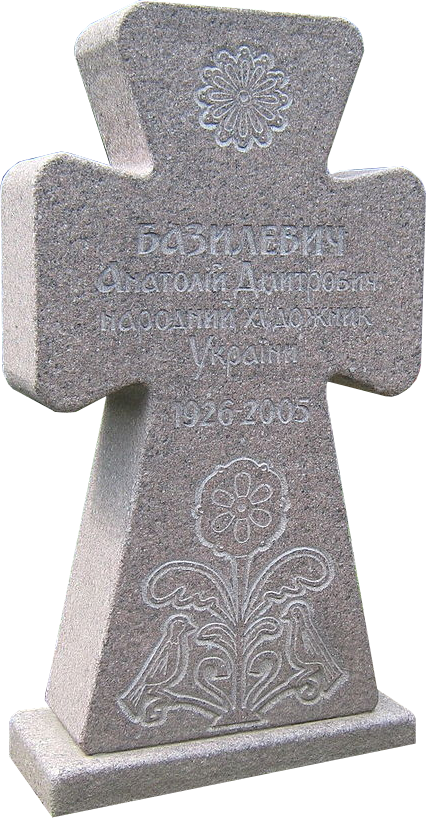 БАЗИЛЕВИЧ
Анатолій Дмитрович
народний художник
України
1926-2005